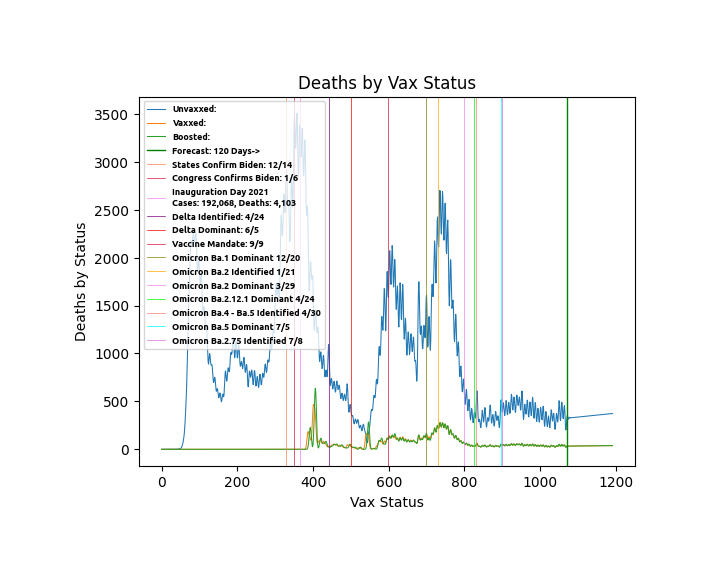 Deaths by Vax Status
3500
3000
2500
2000
1500
1000
500
0
Deaths by Status
Unvaxxed:
Vaxxed:
Boosted:
Forecast: 120 Days->
States Confirm Biden: 12/14
Congress Confirms Biden: 1/6
Inauguration Day 2021
Cases: 192,068, Deaths: 4,103
Delta Identified: 4/24
Delta Dominant: 6/5
Vaccine Mandate: 9/9
Omicron Ba.1 Dominant 12/20
Omicron Ba.2 Identified 1/21
Omicron Ba.2 Dominant 3/29
Omicron Ba.2.12.1 Dominant 4/24
Omicron Ba.4 - Ba.5 Identified 4/30
Omicron Ba.5 Dominant 7/5
Omicron Ba.2.75 Identified 7/8
0 200 400 600 800 1000 1200
Vax Status